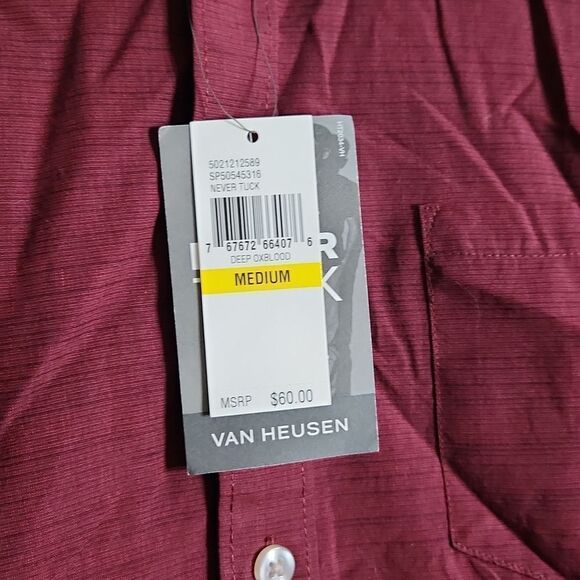 5021212589
SP50545316
NEVER TUCK
7 67672 66407 6
DEEP OXBLOOD
MEDIUM
MSRP $60.00
VAN HEUSEN